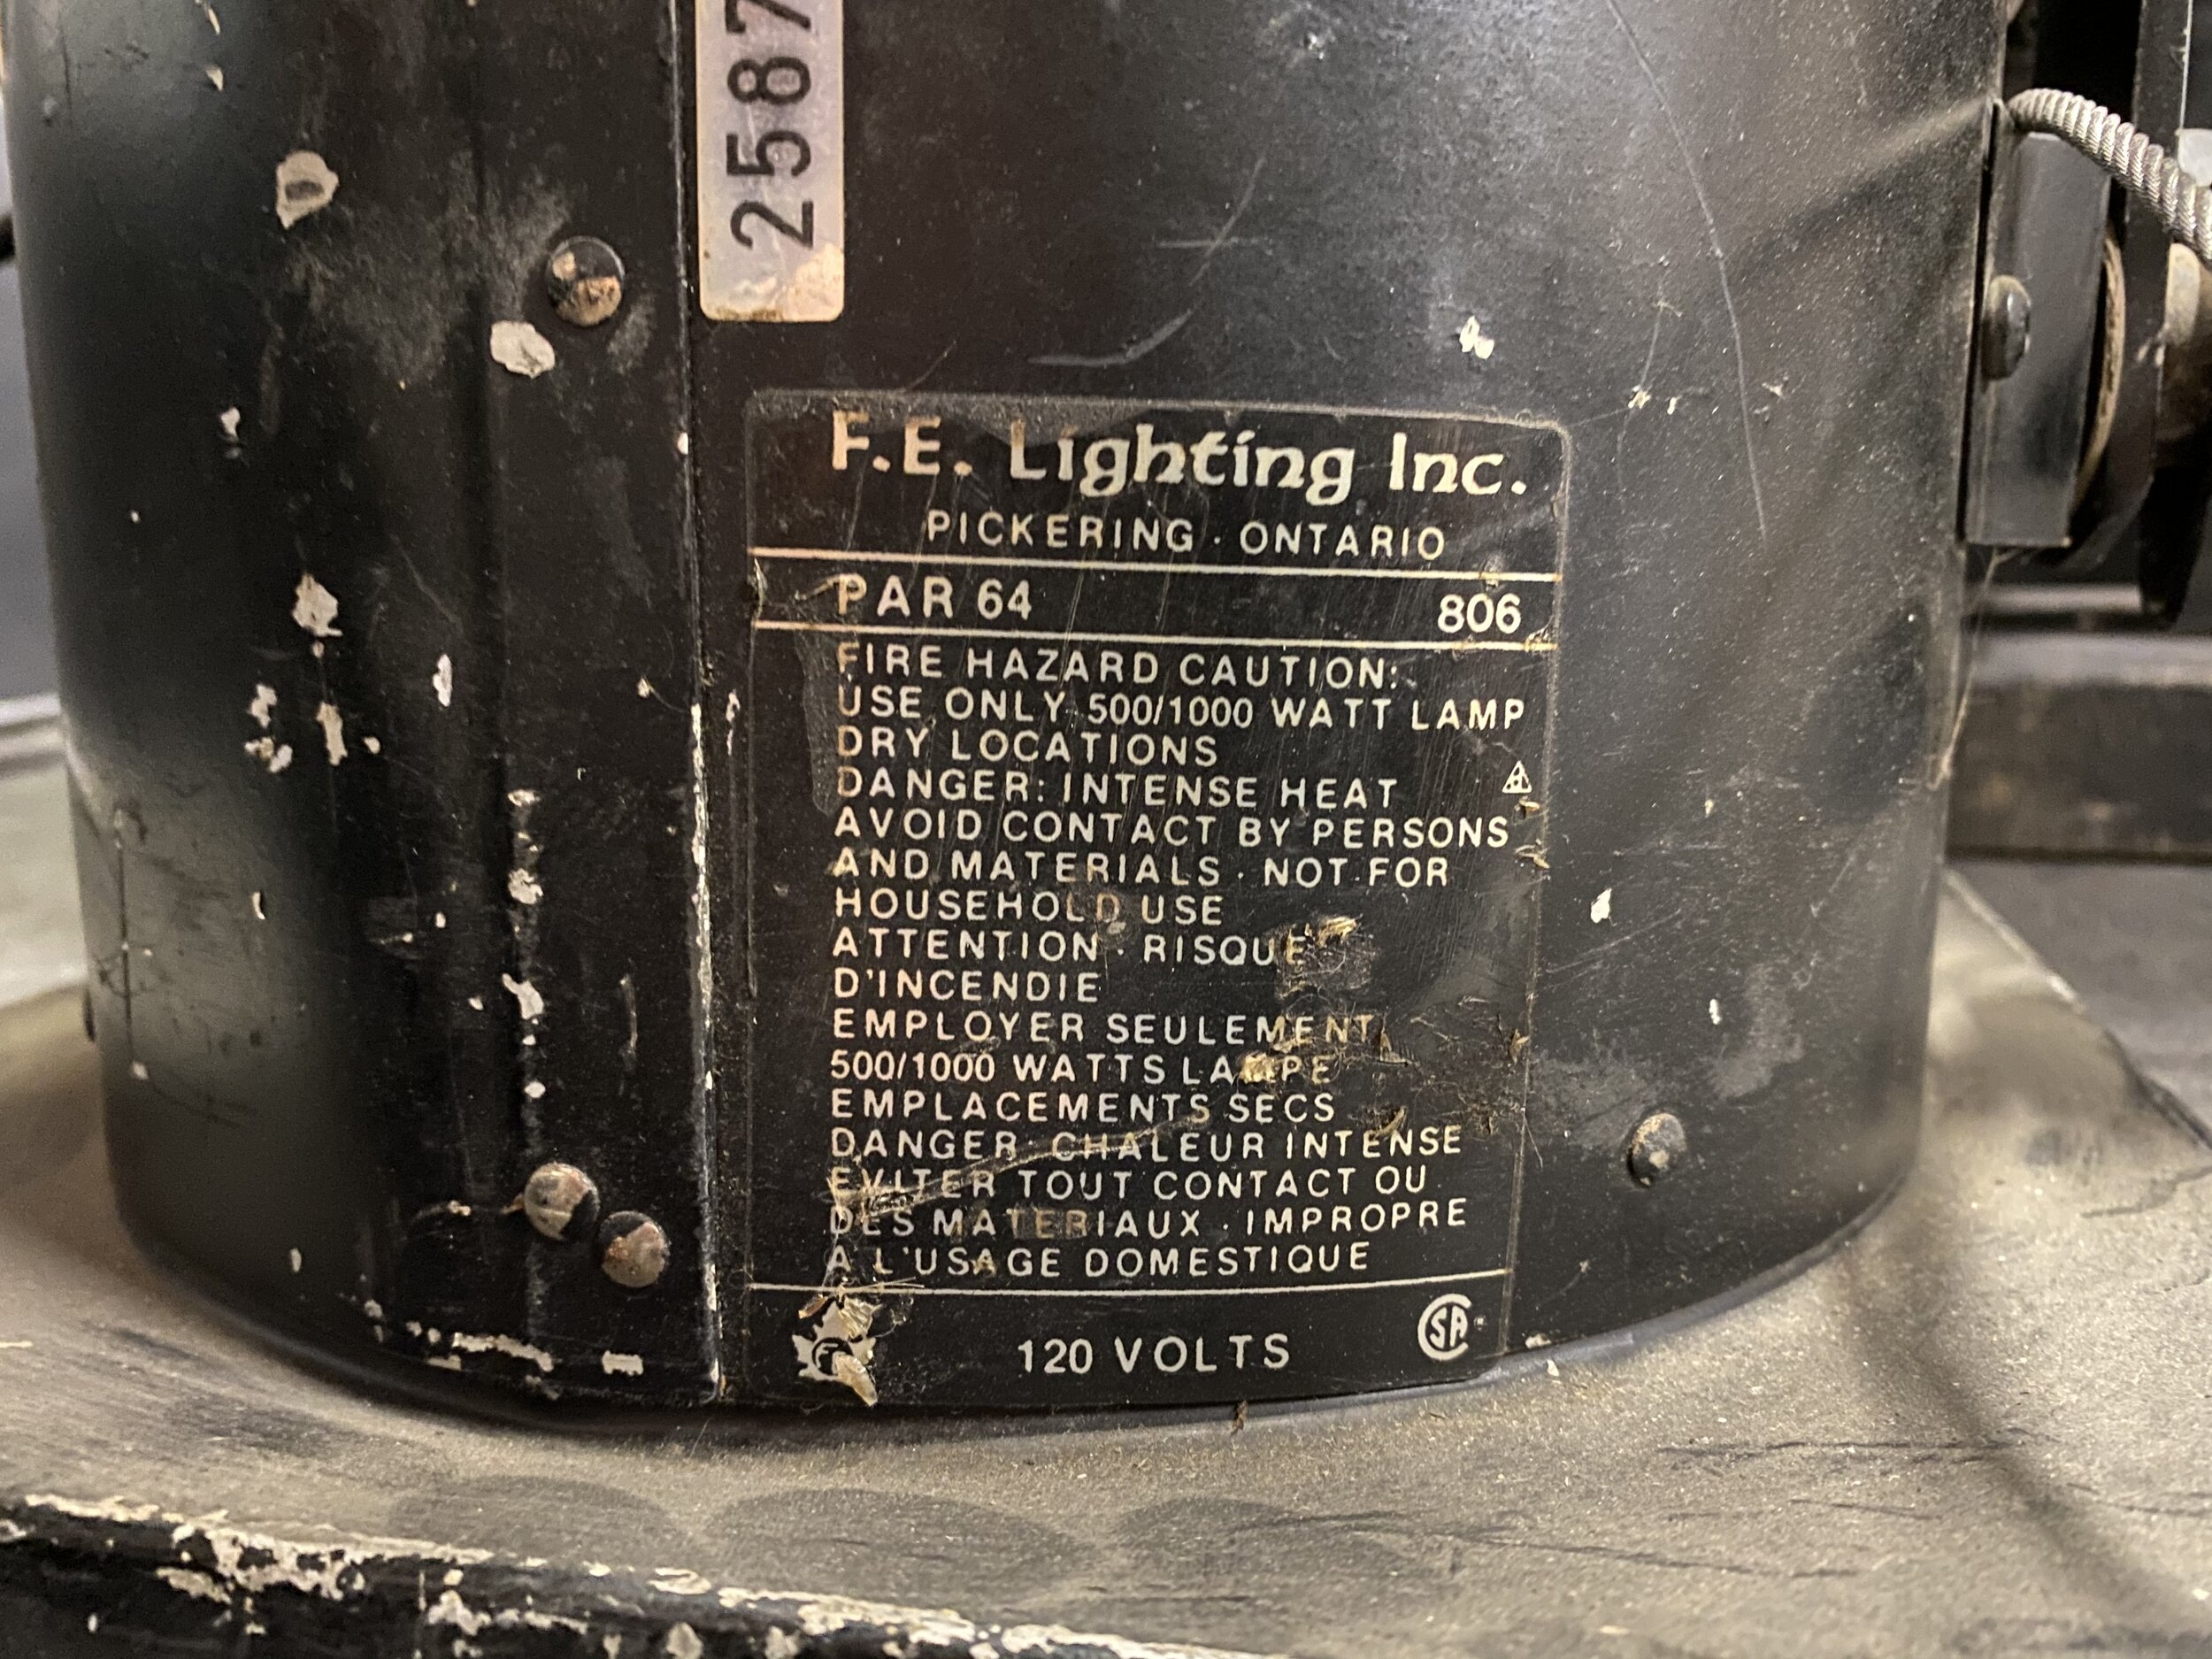 2587
F.E. Lighting Inc.
PICKERING · ONTARIO
PAR 64 806
FIRE HAZARD CAUTION:
USE ONLY 500/1000 WATT LAMP
DRY LOCATIONS
DANGER: INTENSE HEAT
AVOID CONTACT BY PERSONS
AND MATERIALS · NOT FOR
HOUSEHOLD USE
ATTENTION · RISQUE
D'INCENDIE
EMPLOYER SEULEMENT
500/1000 WATTS LAMPE
EMPLACEMENTS SECS
DANGER: CHALEUR INTENSE
EVITER TOUT CONTACT OU
DES MATERIAUX · IMPROPRE
A L'USAGE DOMESTIQUE
120 VOLTS
CSA